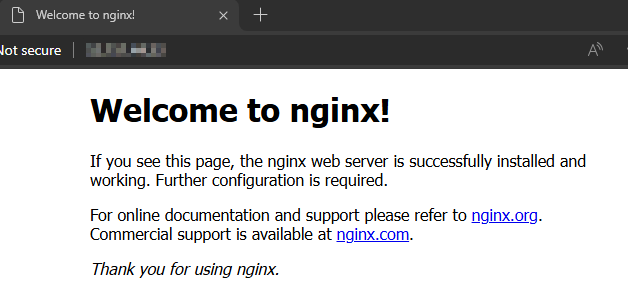 Welcome to nginx!
Not secure
Welcome to nginx!
If you see this page, the nginx web server is successfully installed and
working. Further configuration is required.
For online documentation and support please refer to nginx.org.
Commercial support is available at nginx.com.
Thank you for using nginx.